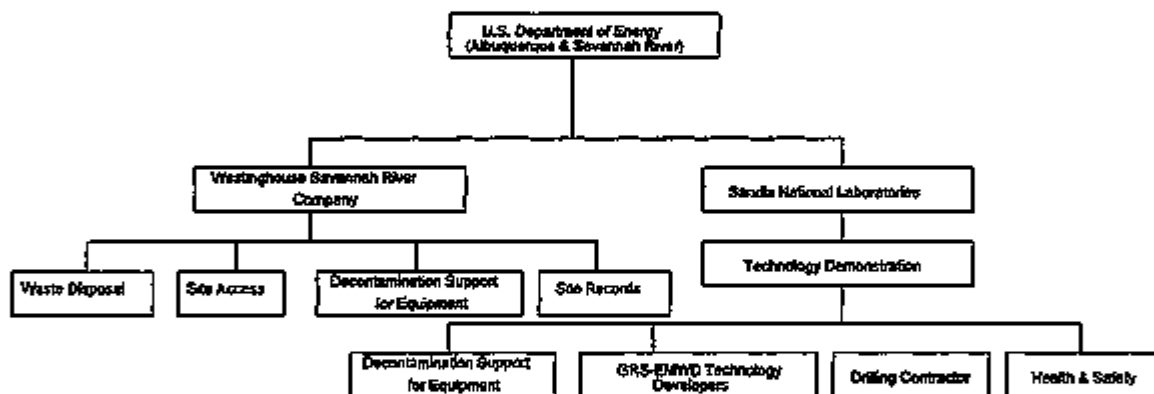 U.S. Department of Energy
(Albuquerque & Savannah River)
Westinghouse Savannah River
Company
Sandia National Laboratories
Waste Disposal
Site Access
Decontamination Support
for Equipment
Site Records
Technology Demonstration
Decontamination Support
for Equipment
GRS-EMWD Technology
Developers
Drilling Contractor
Health & Safety